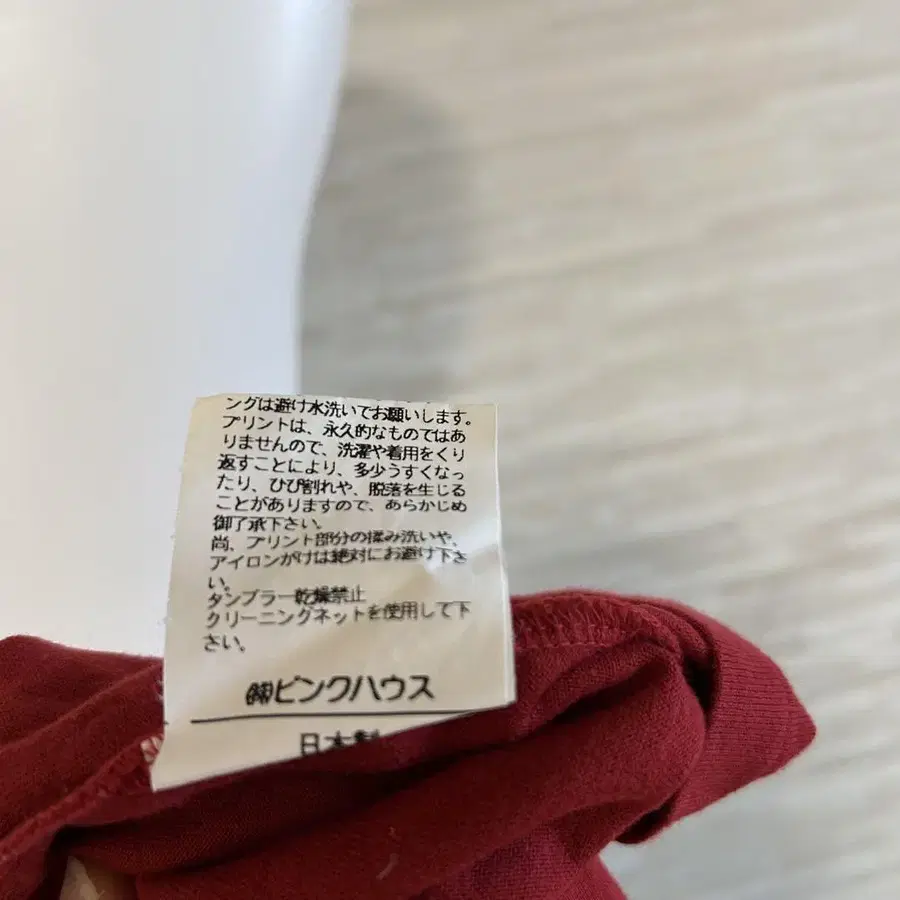 ングは避け水洗いでお願いします。
プリントは、永久的なものではあ
りませんので、洗濯や着用をくり
返すことにより、多少うすくなっ
たり、ひび割れや、脱落を生じる
ことがありますので、あらかじめ
御了承下さい。
尚、プリント部分の揉み洗いや、
アイロンがけは絶対にお避け下さ
い。
タンブラー乾燥禁止
クリーニングネットを使用して下
さい。
㈱ピンクハウス
日本製